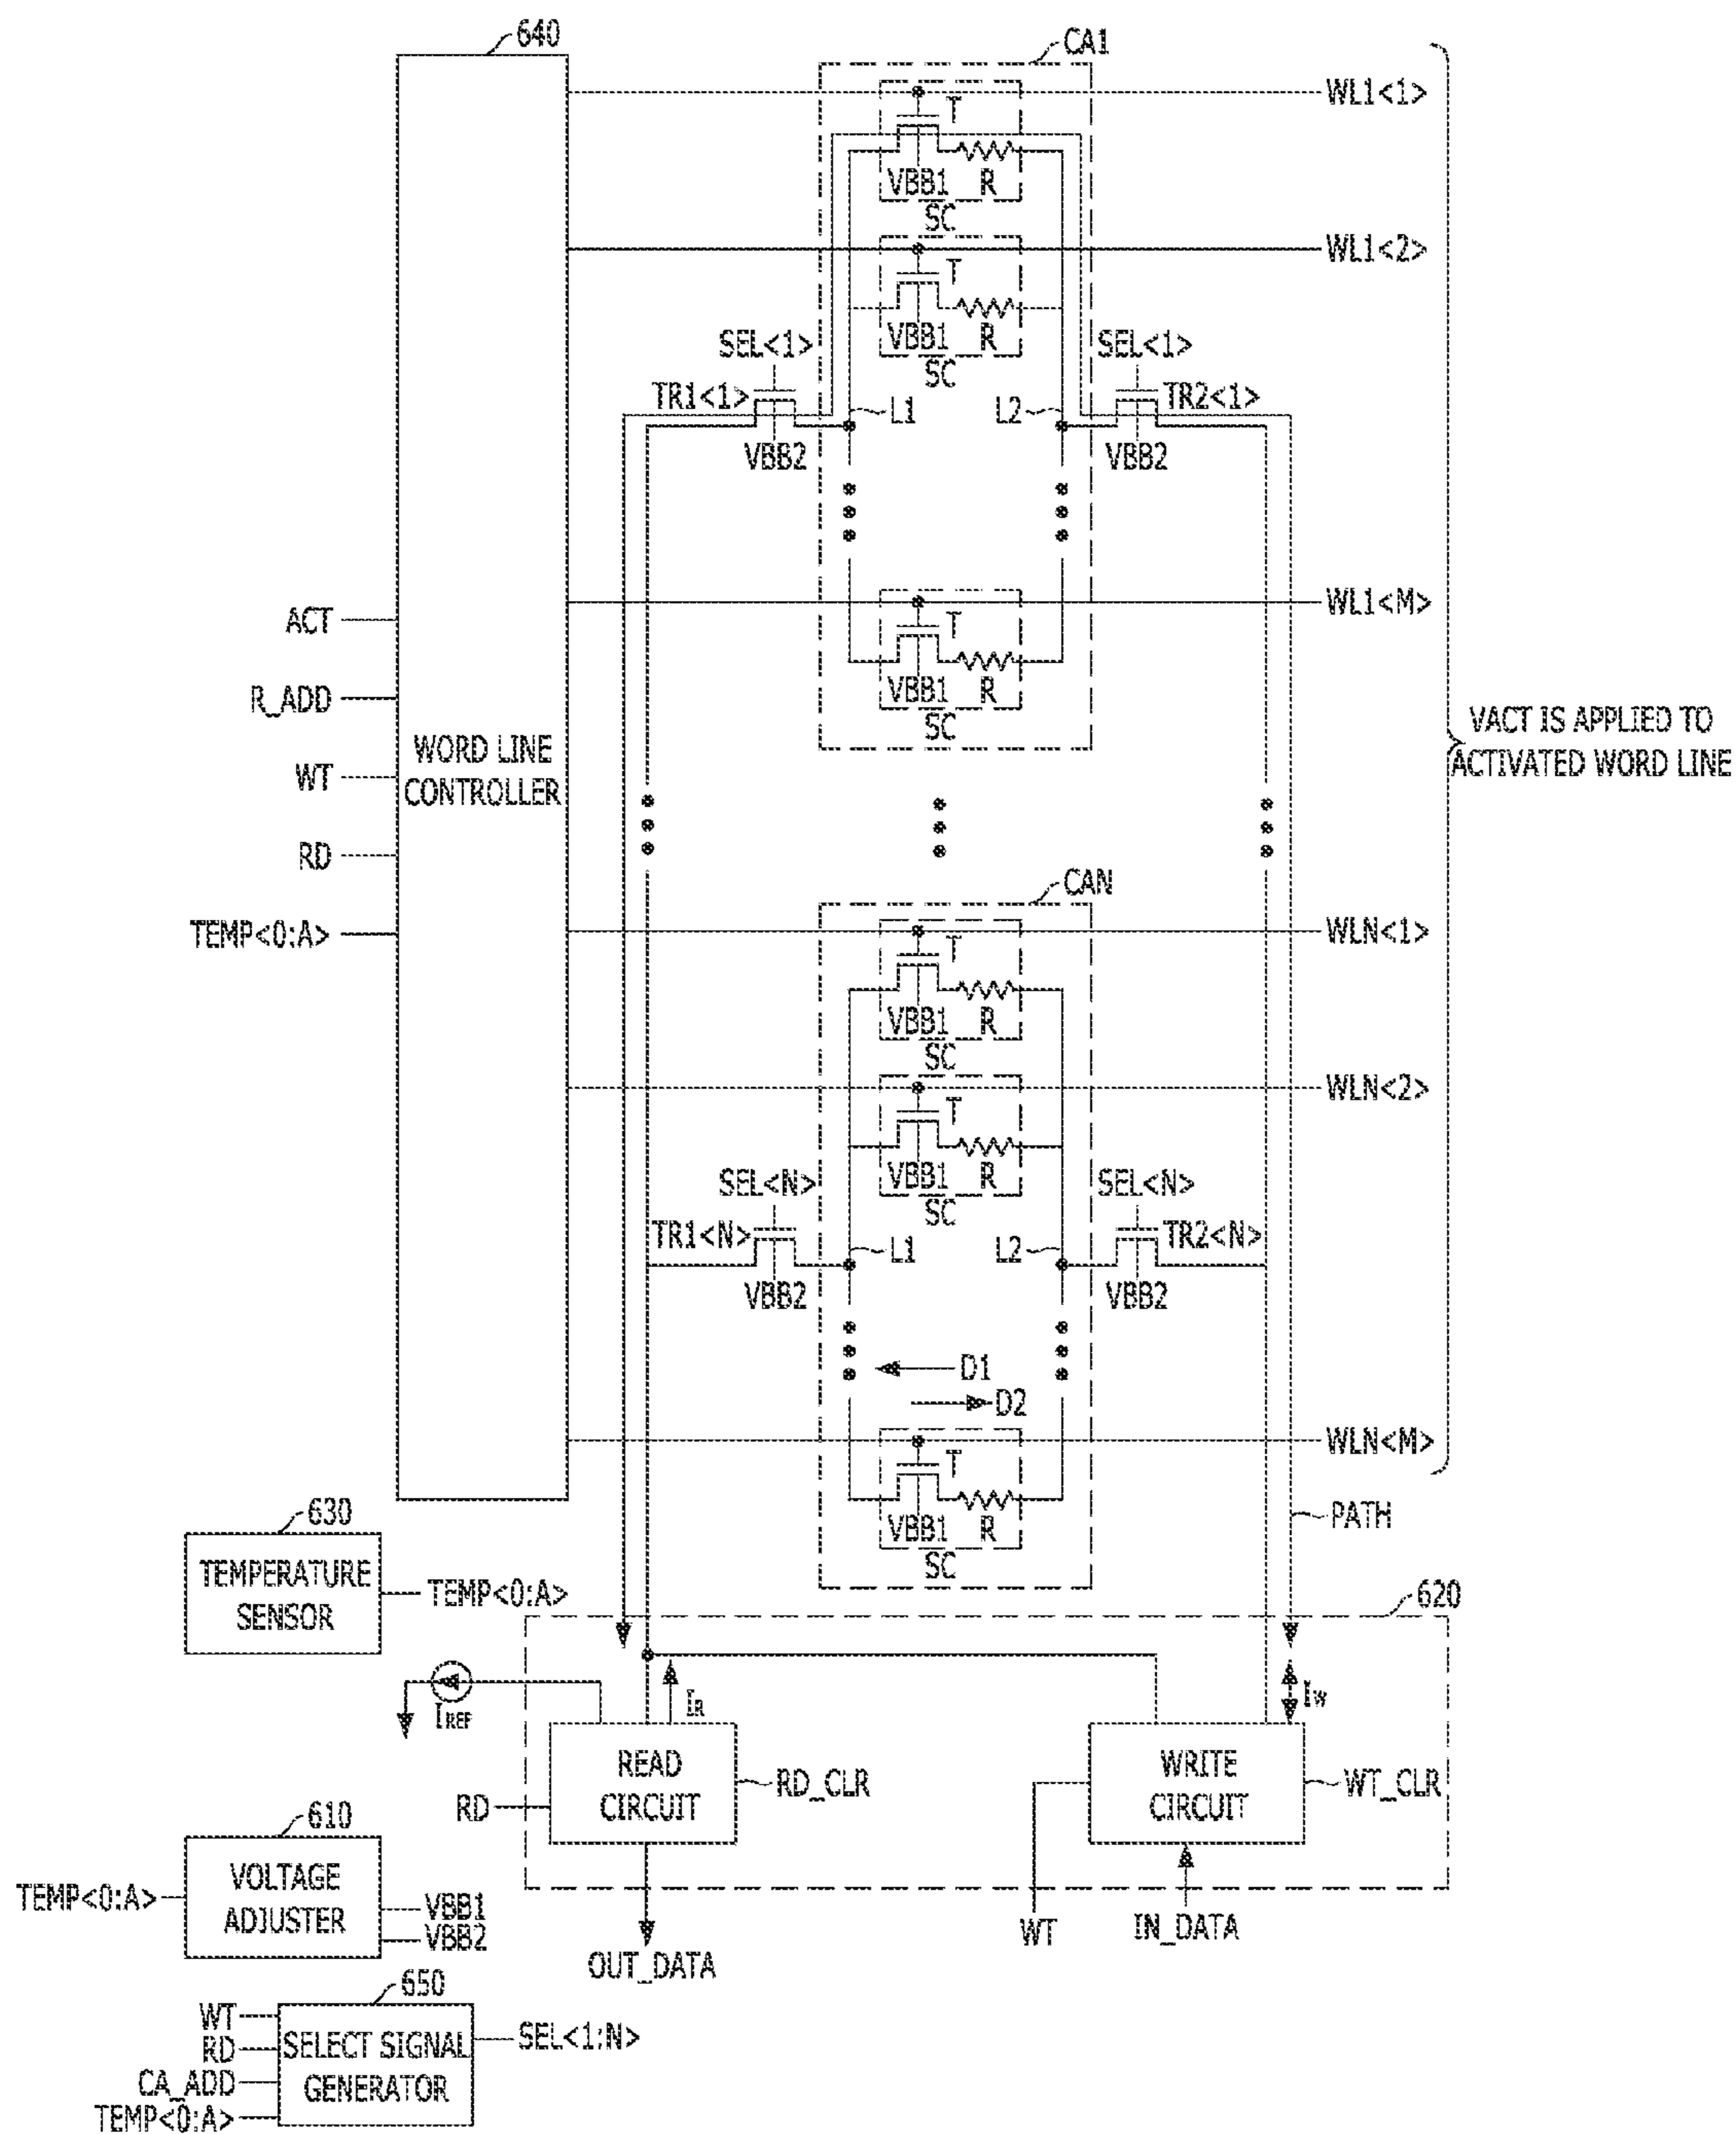 640
CA1
WL1<1>
T
VBB1 R
SC
WL1<2>
T
VBB1 R
SC
SEL<1>
SEL<1>
TR1<1>
L1
L2
TR2<1>
VBB2
VBB2
WL1<M>
T
VBB1 R
SC
ACT
R_ADD
WT
RD
TEMP<0:A>
WORD LINE
CONTROLLER
VACT IS APPLIED TO
ACTIVATED WORD LINE
CAN
WLN<1>
T
VBB1 R
SC
WLN<2>
T
VBB1 R
SC
SEL<N>
SEL<N>
TR1<N>
L1
L2
TR2<N>
VBB2
VBB2
D1
D2
WLN<M>
T
VBB1 R
SC
PATH
630
TEMPERATURE
SENSOR
TEMP<0:A>
620
IREF
IR
IW
READ
CIRCUIT
RD_CLR
RD
WRITE
CIRCUIT
WT_CLR
WT
IN_DATA
OUT_DATA
610
TEMP<0:A>
VOLTAGE
ADJUSTER
VBB1
VBB2
650
WT
RD
CA_ADD
TEMP<0:A>
SELECT SIGNAL
GENERATOR
SEL<1:N>